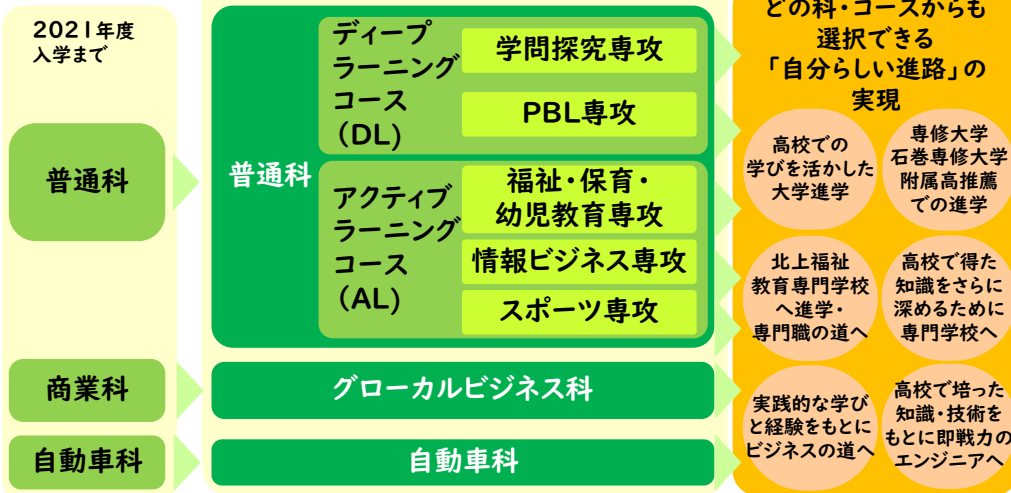 2021年度
入学まで
普通科
商業科
自動車科
普通科
ディープ
ラーニング
コース
(DL)
学問探究専攻
PBL専攻
アクティブ
ラーニング
コース
(AL)
福祉・保育・
幼児教育専攻
情報ビジネス専攻
スポーツ専攻
グローカルビジネス科
自動車科
どの科・コースからも
選択できる
「自分らしい進路」の
実現
高校での
学びを活かした
大学進学
専修大学
石巻専修大学
附属高推薦
での進学
北上福祉
教育専門学校
へ進学・
専門職の道へ
高校で得た
知識をさらに
深めるために
専門学校へ
実践的な学び
と経験をもとに
ビジネスの道へ
高校で培った
知識・技術を
もとに即戦力の
エンジニアへ